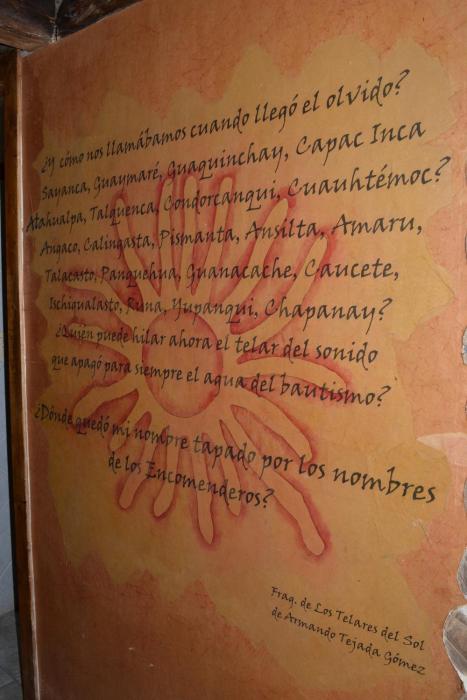 ¿Y cómo nos llamábamos cuando llegó el olvido?
Sayanca, Guaymaré, Guaquinchay, Capac Inca
Atahualpa, Talquenca, Condorcanqui, Cuauhtémoc?
Angaco, Calingasta, Pismanta, Ansilta, Amaru,
Talacasto, Panquehua, Guanacache, Caucete,
Ischigualasto, Runa, Yupanqui, Chapanay?
¿Quién puede hilar ahora el telar del sonido
que apagó para siempre el agua del bautismo?
¿Dónde quedó mi nombre tapado por los nombres
de los Encomenderos?
Frag. de Los Telares del Sol
de Armando Tejada Gómez